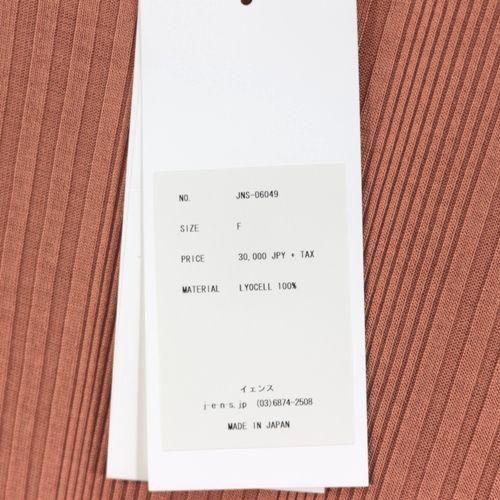 NO. JNS-06049
SIZE F
PRICE 30,000 JPY + TAX
MATERIAL LYOCELL 100%
イェンス
j-e-n-s.jp (03)6874-2508
MADE IN JAPAN